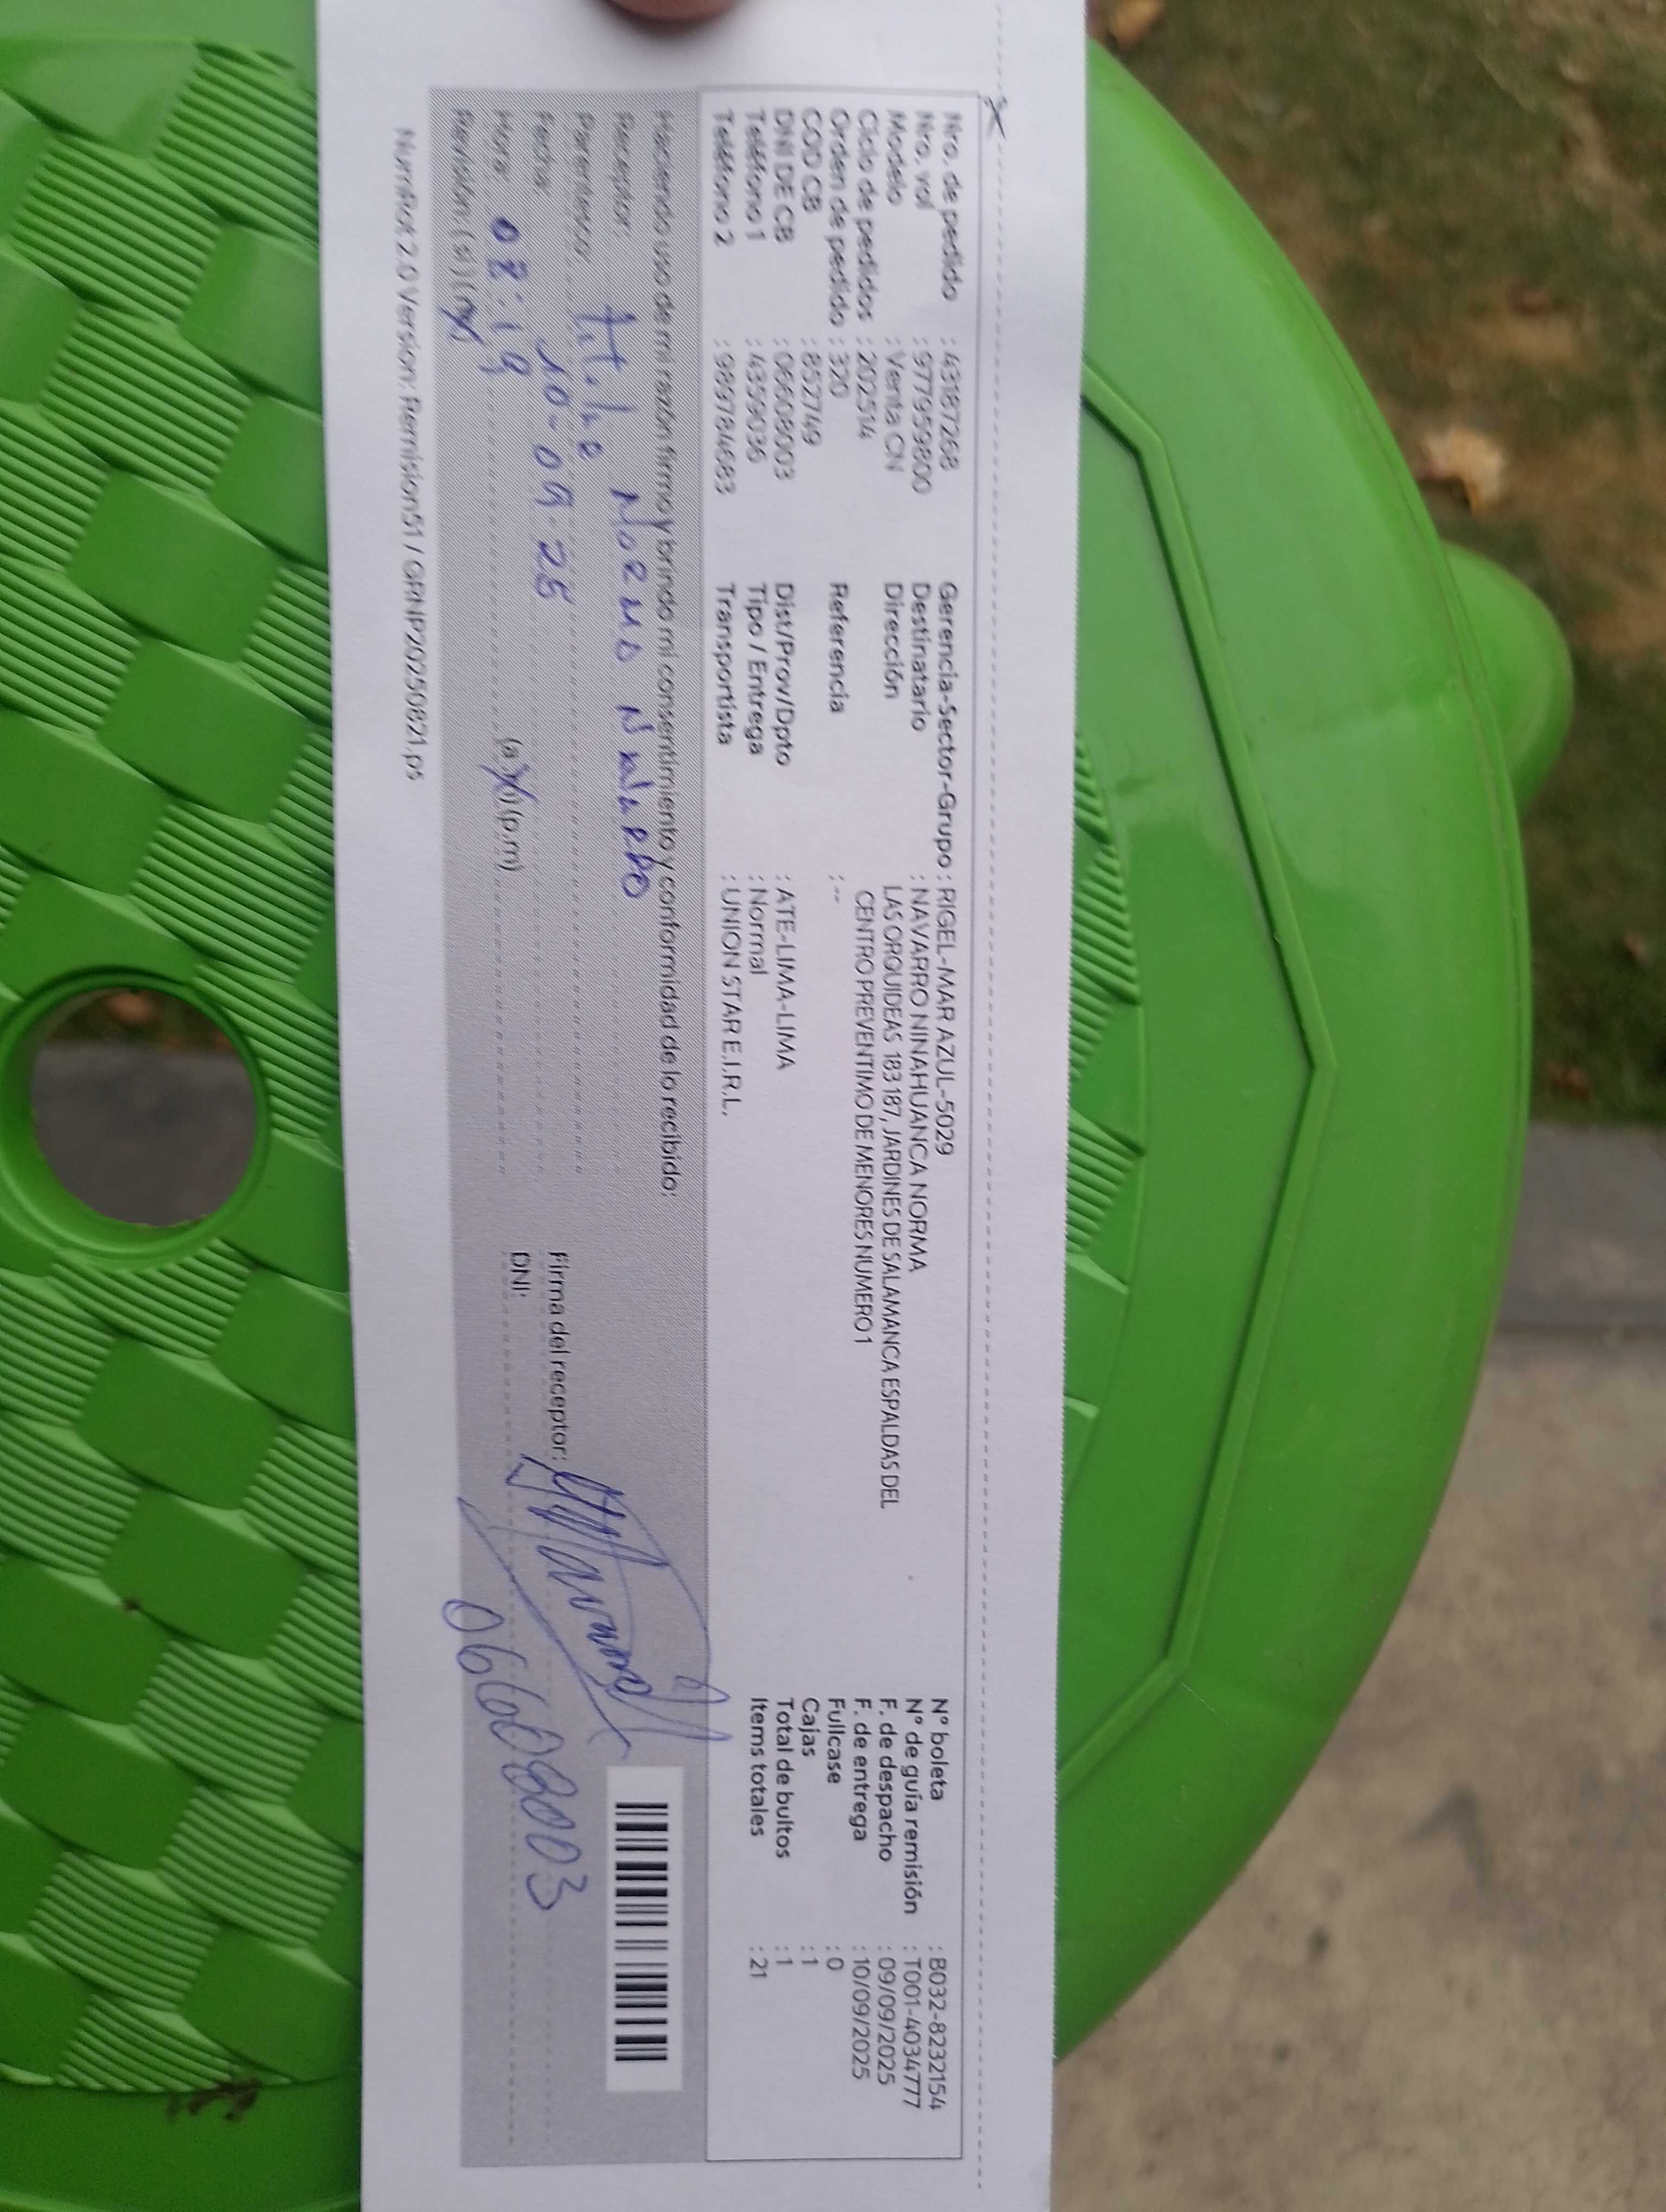 Nro. de pedido : 43187268
Nro. vol : 977959800
Modelo : Venta CN
Ciclo de pedidos : 202514
Orden de pedido : 320
COD CB : 852749
DNI DE CB : 06608003
Teléfono 1 : 4359036
Teléfono 2 : 989784683
Gerencia-Sector-Grupo : RIGEL-MAR AZUL-5029
Destinatario : NAVARRO NINAHUANCA NORMA
Dirección LAS ORQUIDEAS 183 187, JARDINES DE SALAMANCA ESPALDAS DEL
CENTRO PREVENTIMO DE MENORES NUMERO 1
Referencia : --
Dist/Prov/Dpto : ATE-LIMA-LIMA
Tipo / Entrega : Normal
Transportista : UNION STAR E.I.R.L.
N° boleta : B032-8232154
N° de guía remisión : T001-4034777
F. de despacho : 09/09/2025
F. de entrega : 10/09/2025
Fullcase : 0
Cajas : 1
Total de bultos : 1
Items totales : 21
Haciendo uso de mi razón firmo y brindo mi consentimiento y conformidad de lo recibido:
Receptor:
Parentesco:
Fecha: 10-09-25
Hora: 08:19 (a.m) (p.m)
Revisión: (si) (no)
Firma del receptor:
DNI: 06608003
NumRot 2.0 Version: Remision51 / GRNP20250821.ps